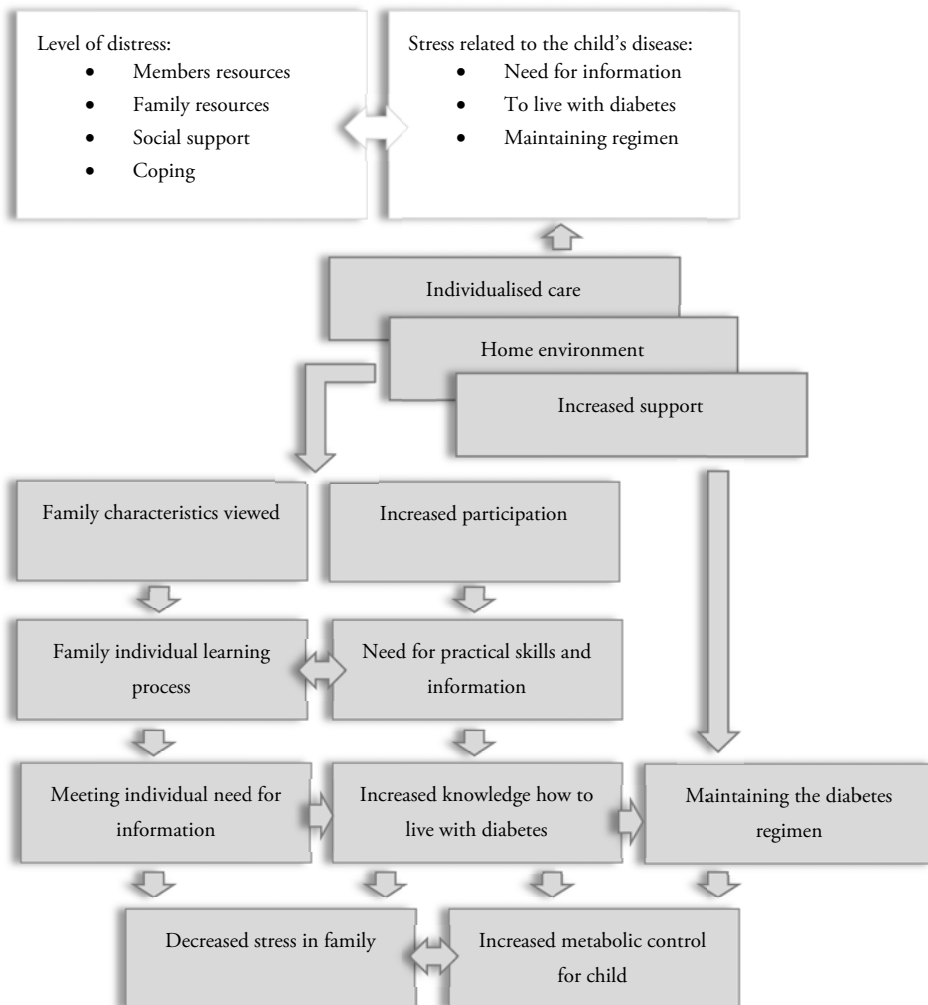 Level of distress:
• Members resources
• Family resources
• Social support
• Coping
Stress related to the child’s disease:
• Need for information
• To live with diabetes
• Maintaining regimen
Individualised care
Home environment
Increased support
Family characteristics viewed
Increased participation
Family individual learning
process
Need for practical skills and
information
Meeting individual need for
information
Increased knowledge how to
live with diabetes
Maintaining the diabetes
regimen
Decreased stress in family
Increased metabolic control
for child